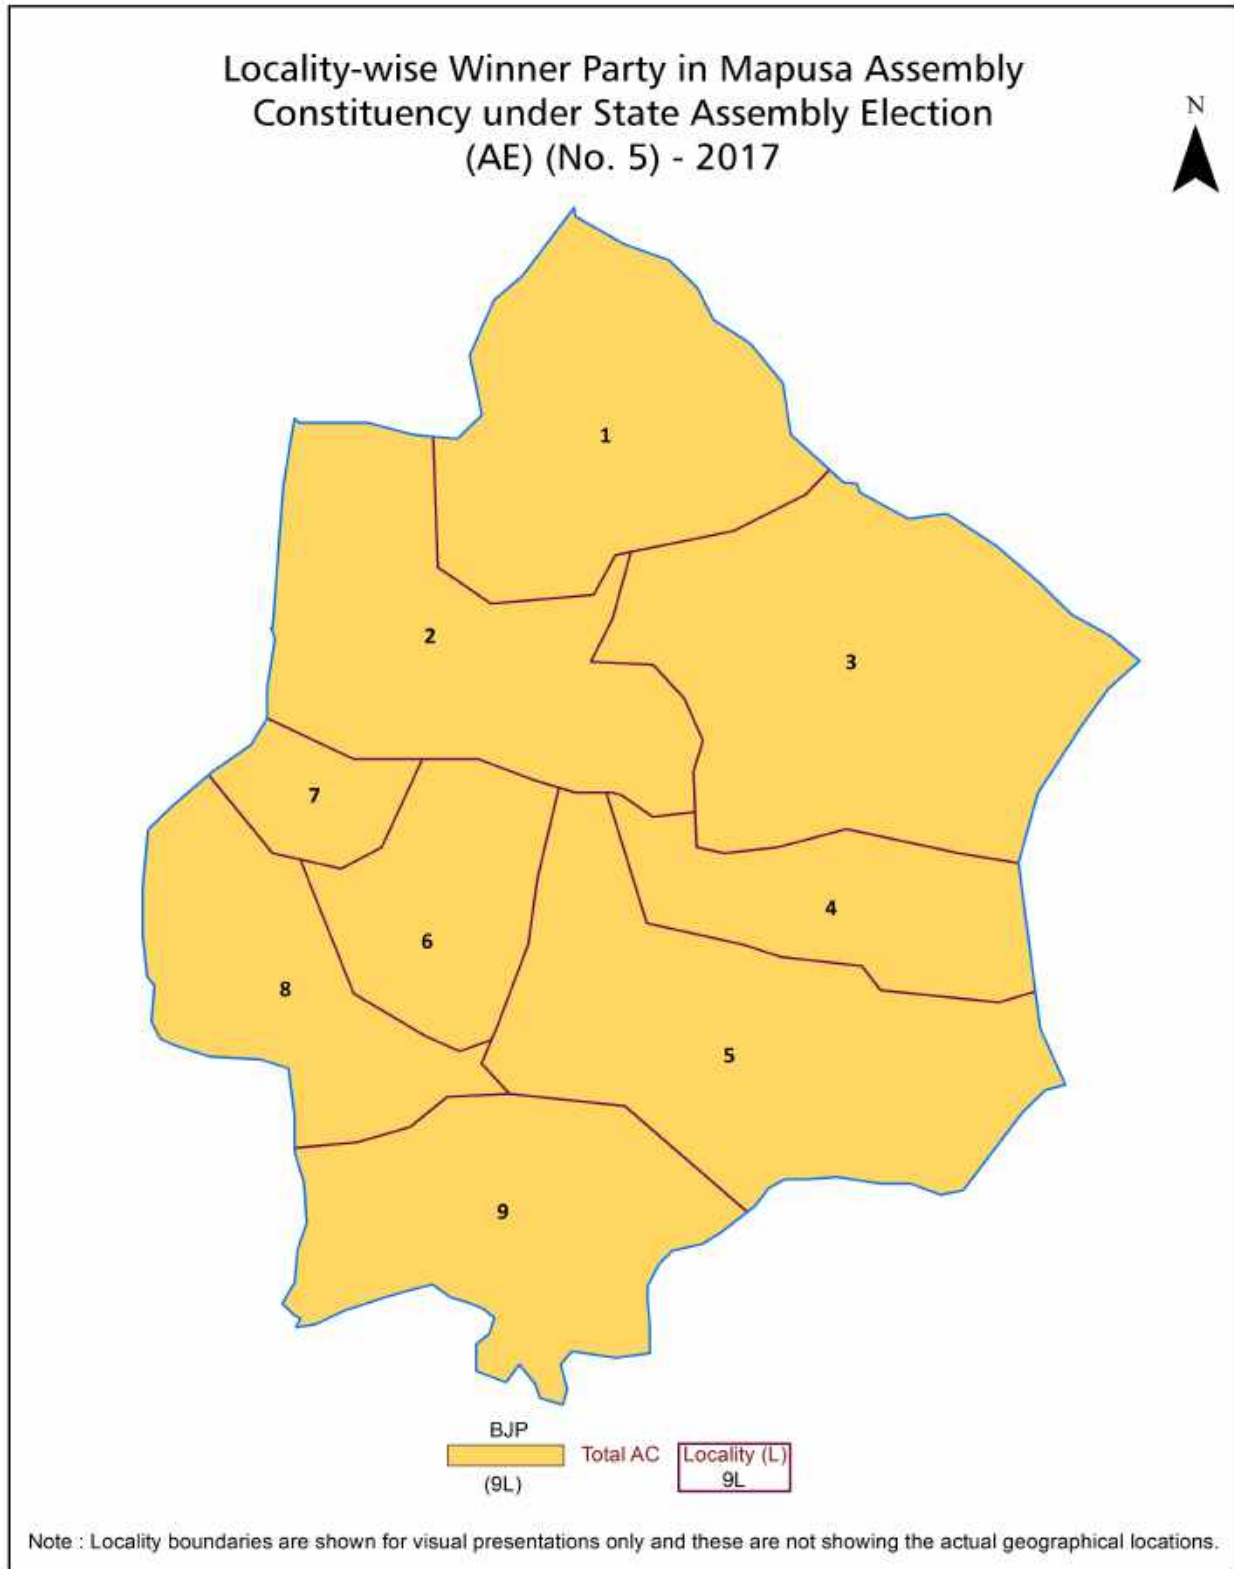 Locality-wise Winner Party in Mapusa Assembly
Constituency under State Assembly Election
(AE) (No. 5) - 2017
N
1
2
3
7
4
6
8
5
9
BJP
Total AC
Locality (L)
(9L)
9L
Note : Locality boundaries are shown for visual presentations only and these are not showing the actual geographical locations.